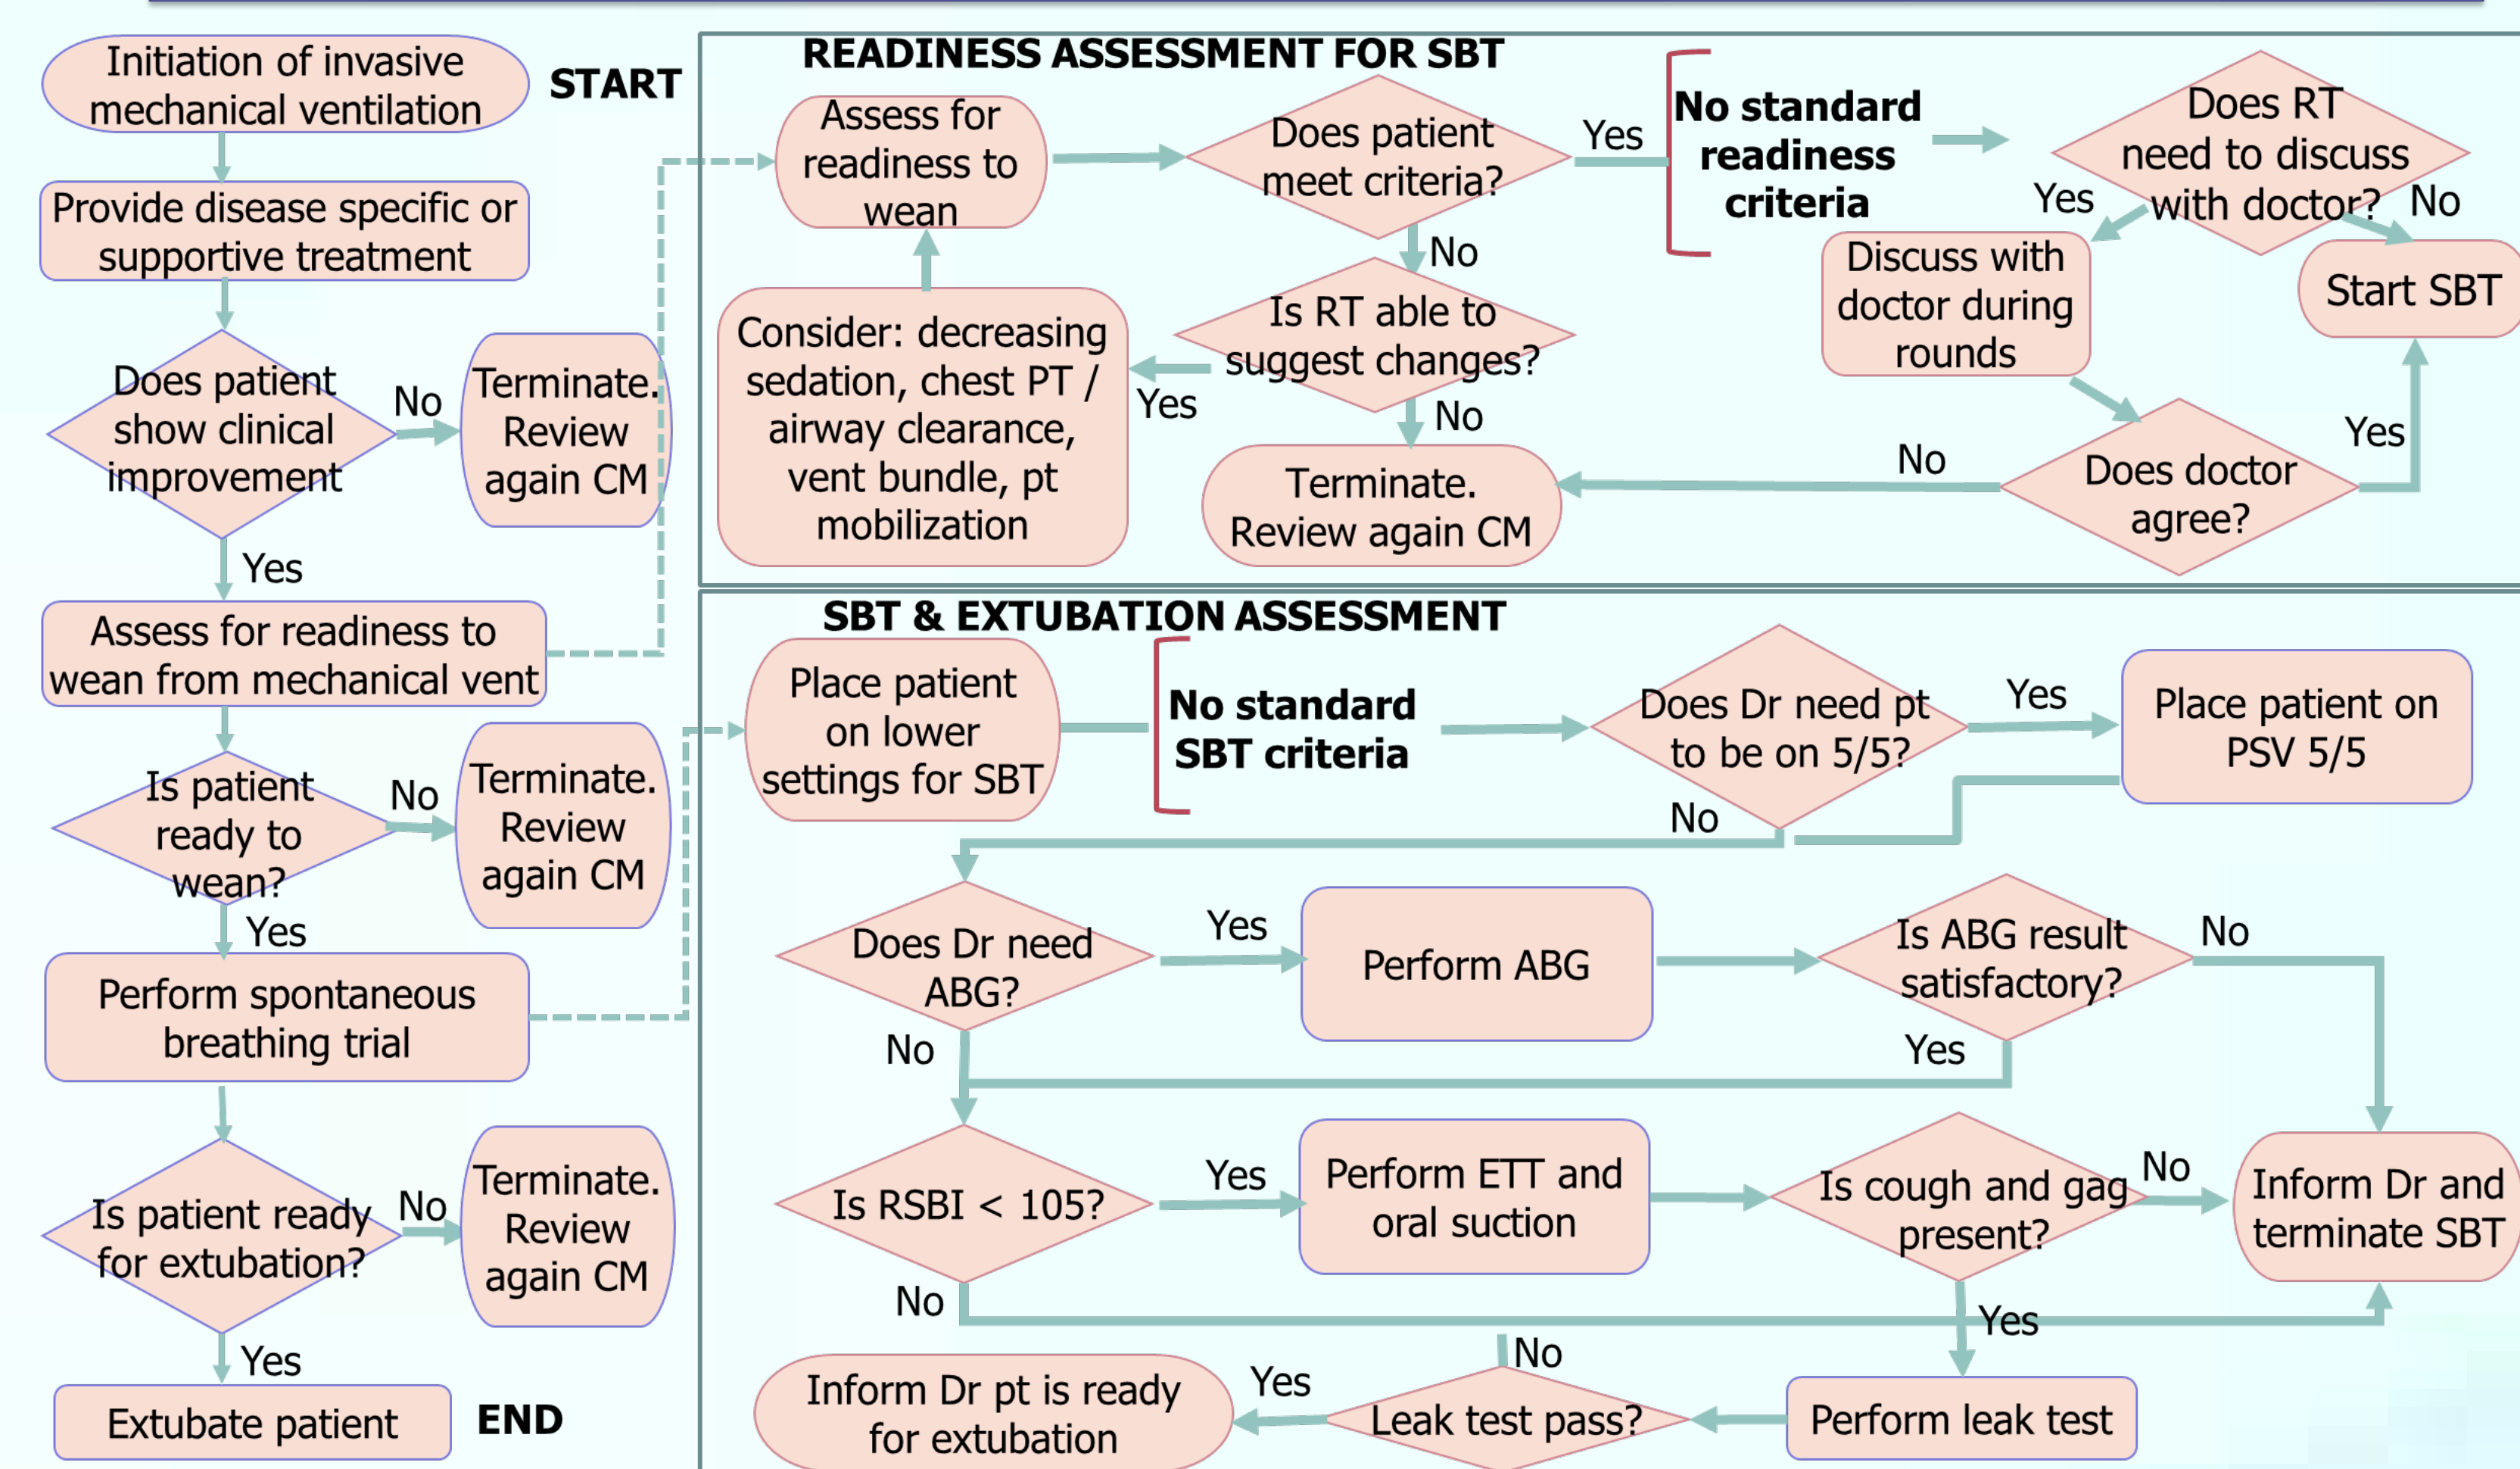 Initiation of invasive
mechanical ventilation
START
Provide disease specific or
supportive treatment
Does patient
show clinical
improvement
No
Terminate.
Review
again CM
Yes
Assess for readiness to
wean from mechanical vent
Is patient
ready to
wean?
No
Terminate.
Review
again CM
Yes
Perform spontaneous
breathing trial
Is patient ready
for extubation?
No
Terminate.
Review
again CM
Yes
Extubate patient
END
READINESS ASSESSMENT FOR SBT
Assess for
readiness to
wean
Does patient
meet criteria?
Yes
No standard
readiness
criteria
Does RT
need to discuss
with doctor?
Yes
No
Discuss with
doctor during
rounds
Start SBT
No
Is RT able to
suggest changes?
Yes
Consider: decreasing
sedation, chest PT /
airway clearance,
vent bundle, pt
mobilization
No
Terminate.
Review again CM
No
Does doctor
agree?
Yes
SBT & EXTUBATION ASSESSMENT
Place patient
on lower
settings for SBT
No standard
SBT criteria
Does Dr need pt
to be on 5/5?
Yes
Place patient on
PSV 5/5
No
Does Dr need
ABG?
Yes
Perform ABG
Is ABG result
satisfactory?
No
No
Yes
Is RSBI < 105?
Yes
Perform ETT and
oral suction
Is cough and gag
present?
No
Inform Dr and
terminate SBT
No
Yes
No
Inform Dr pt is ready
for extubation
Yes
Leak test pass?
Perform leak test